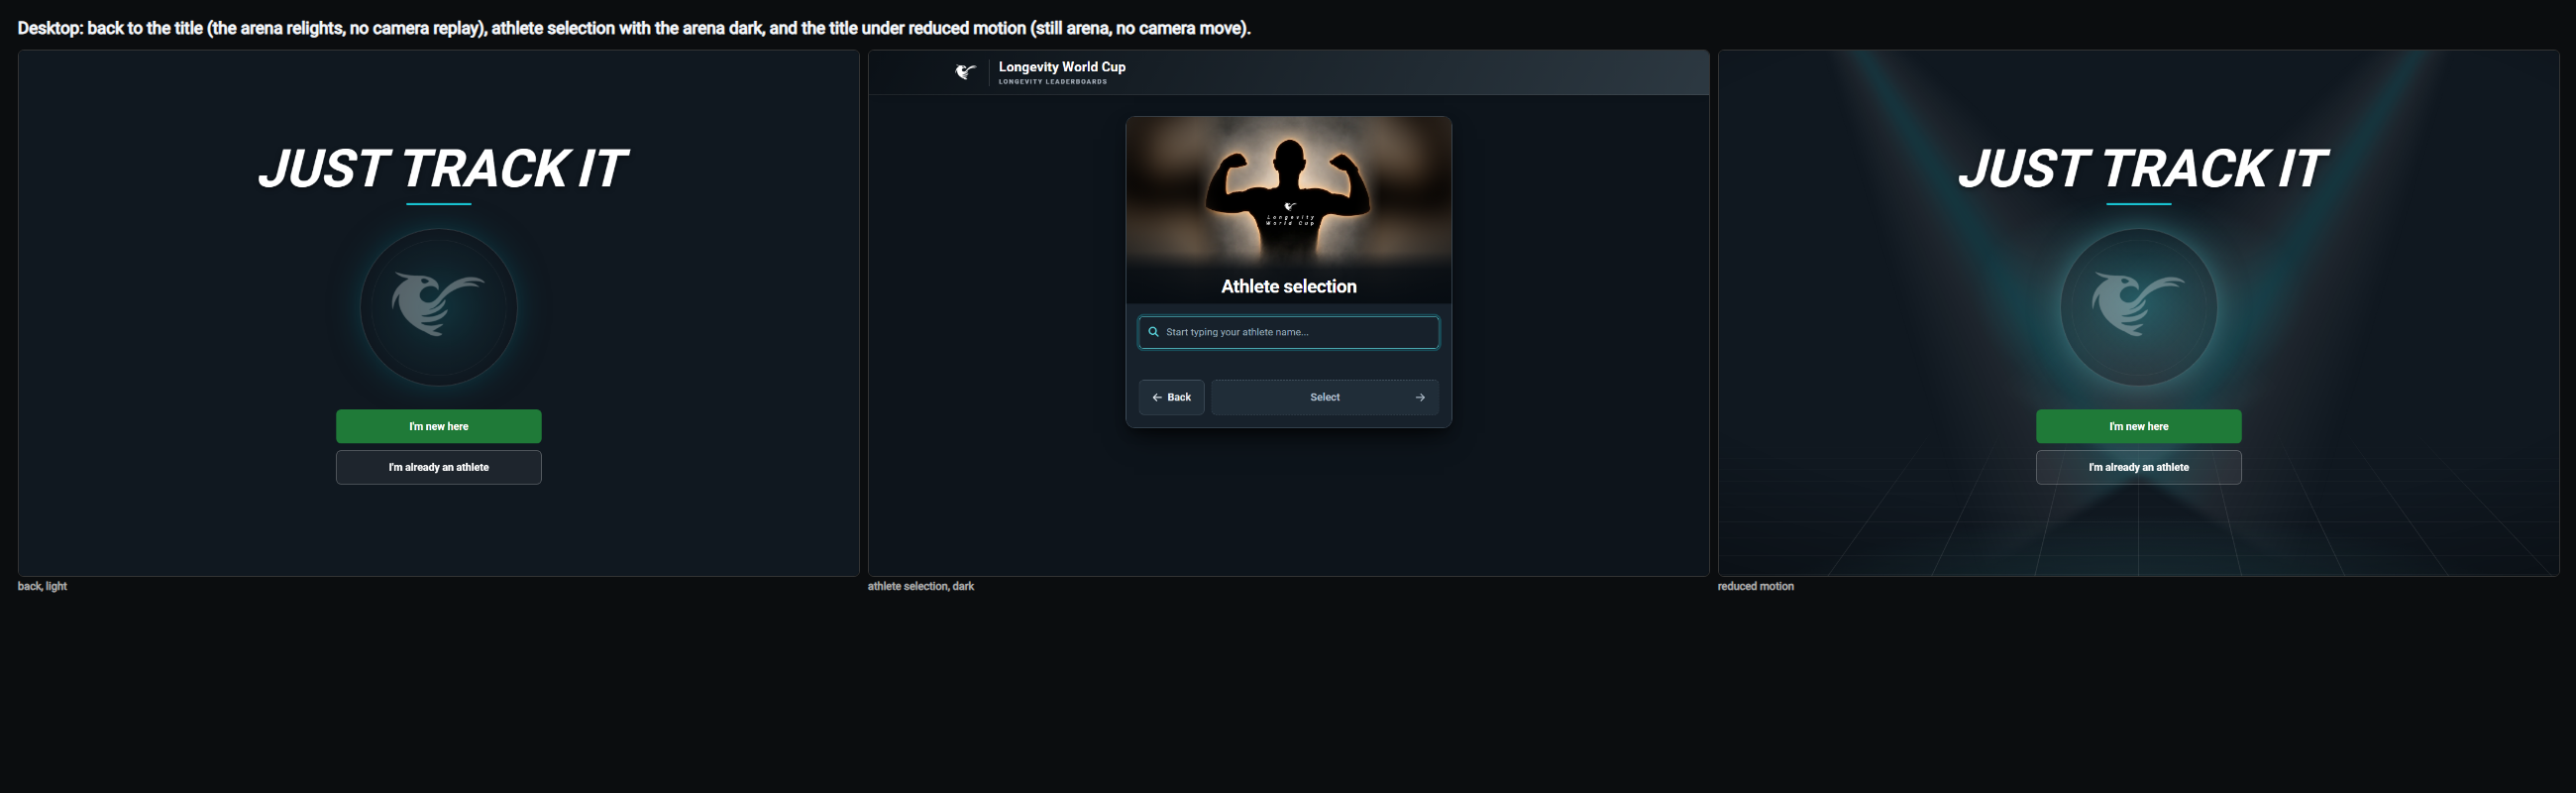 Desktop: back to the title (the arena relights, no camera replay), athlete selection with the arena dark, and the title under reduced motion (still arena, no camera move).
JUST TRACK IT
I'm new here
I'm already an athlete
back, light
Longevity World Cup
LONGEVITY LEADERBOARDS
Longevity
World Cup
Athlete selection
Start typing your athlete name...
← Back
Select →
athlete selection, dark
JUST TRACK IT
I'm new here
I'm already an athlete
reduced motion